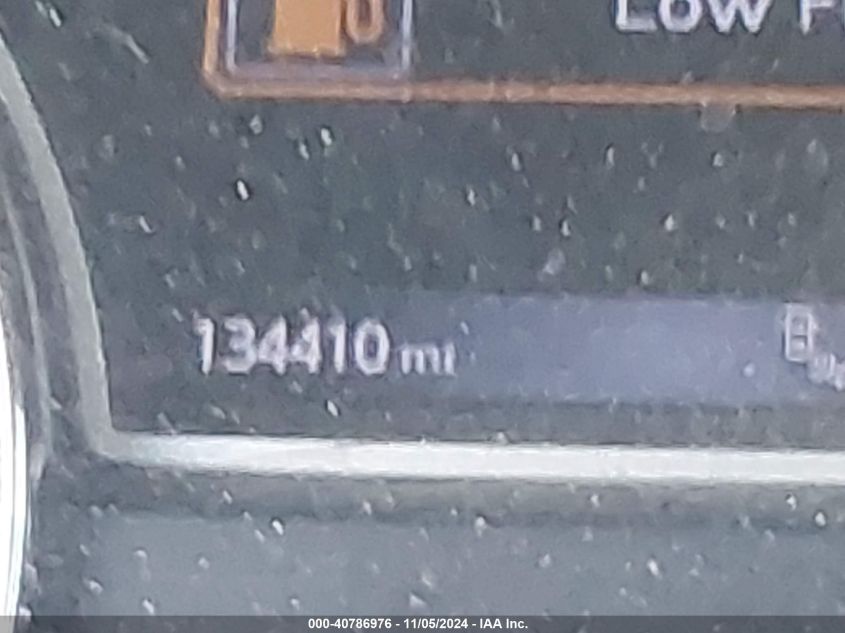 Low
134410 mi
000-40786976 - 11/05/2024 - IAA Inc.